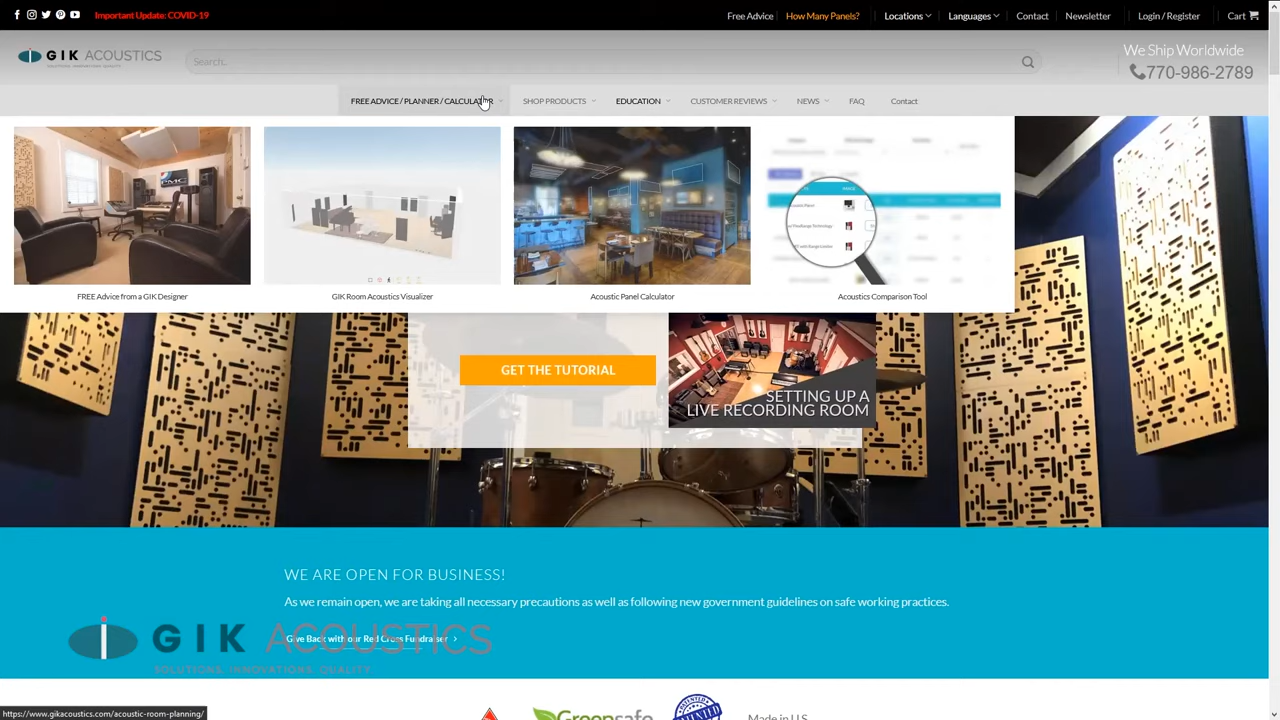 Important Update: COVID-19
Free Advice
How Many Panels?
Locations
Languages
Contact
Newsletter
Login / Register
Cart
GIK ACOUSTICS
Search..
We Ship Worldwide
770-986-2789
FREE ADVICE / PLANNER / CALCULATOR
SHOP PRODUCTS
EDUCATION
CUSTOMER REVIEWS
NEWS
FAQ
Contact
PMC
FREE Advice from a GIK Designer
GIK Room Acoustics Visualizer
Acoustic Panel Calculator
Acoustics Comparison Tool
GET THE TUTORIAL
SETTING UP A
LIVE RECORDING ROOM
WE ARE OPEN FOR BUSINESS!
As we remain open, we are taking all necessary precautions as well as following new government guidelines on safe working practices.
Give Back with our Red Cross Fundraiser
GIK ACOUSTICS
SOLUTIONS, INNOVATIONS, QUALITY.
https://www.gikacoustics.com/acoustic-room-planning/
Greensafe
Made in U.S.